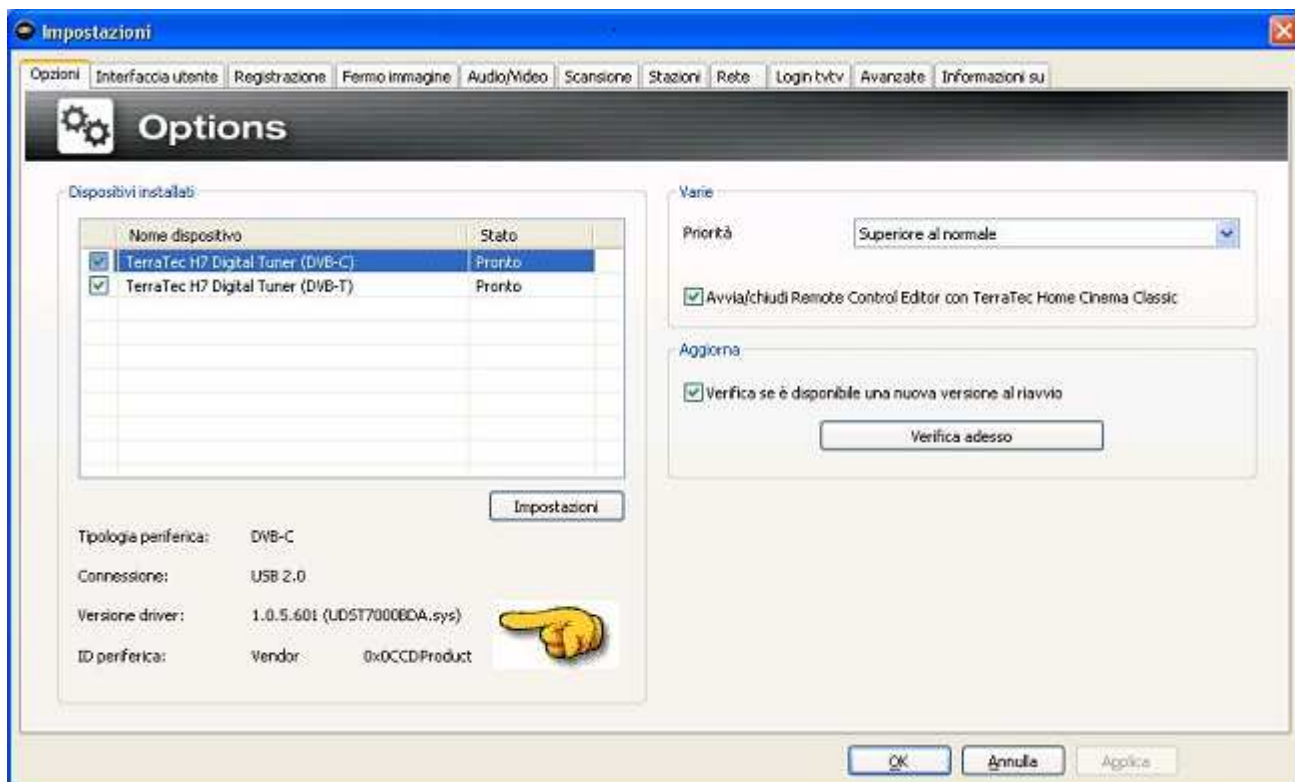 Impostazioni
Opzioni Interfaccia utente Registrazione Fermo immagine Audio/Video Scansione Stazioni Rete Login tvtv Avanzate Informazioni su
Options
Dispositivi installati
Nome dispositivo Stato
TerraTec H7 Digital Tuner (DVB-C) Pronto
TerraTec H7 Digital Tuner (DVB-T) Pronto
Impostazioni
Tipologia periferica: DVB-C
Connessione: USB 2.0
Versione driver: 1.0.5.601 (UDST7000BDA.sys)
ID periferica: Vendor 0x0CCDProduct
Varie
Priorità Superiore al normale
Avvia/chiudi Remote Control Editor con TerraTec Home Cinema Classic
Aggiorna
Verifica se è disponibile una nuova versione al riavvio
Verifica adesso
OK Annulla Applica